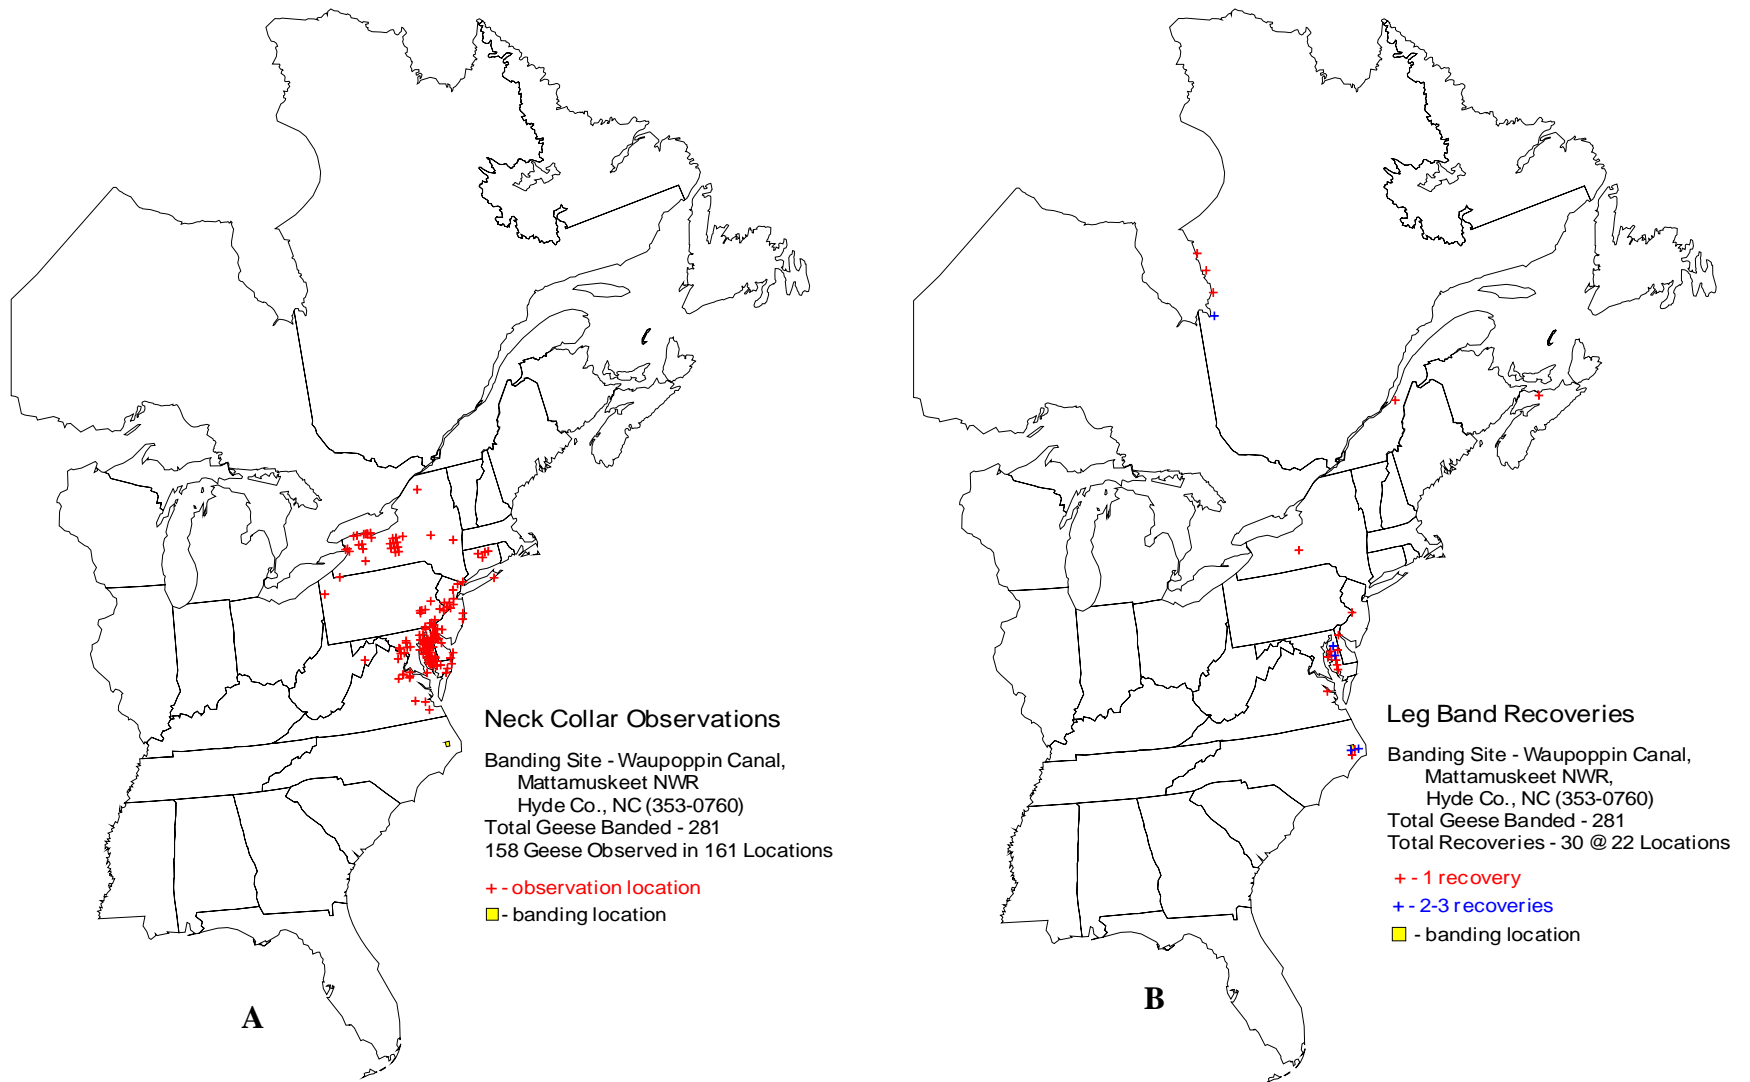 Neck Collar Observations
Banding Site - Waupoppin Canal,
Mattamuskeet NWR
Hyde Co., NC (353-0760)
Total Geese Banded - 281
158 Geese Observed in 161 Locations
+ - observation location
- banding location
A
Leg Band Recoveries
Banding Site - Waupoppin Canal,
Mattamuskeet NWR,
Hyde Co., NC (353-0760)
Total Geese Banded - 281
Total Recoveries - 30 @ 22 Locations
+ - 1 recovery
+ - 2-3 recoveries
- banding location
B